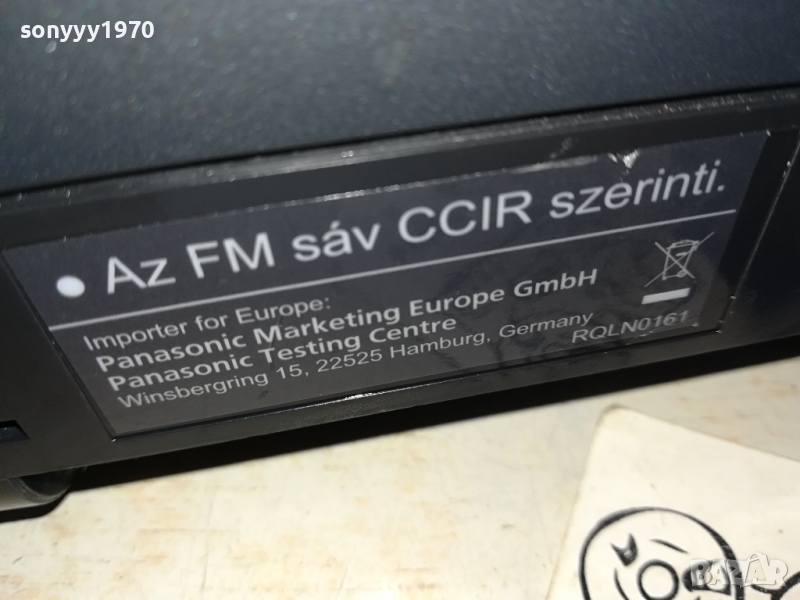 sonyyy1970
• Az FM sáv CCIR szerinti.
Importer for Europe:
Panasonic Marketing Europe GmbH
Panasonic Testing Centre
Winsbergring 15, 22525 Hamburg, Germany
RQLN0161
BAZAR